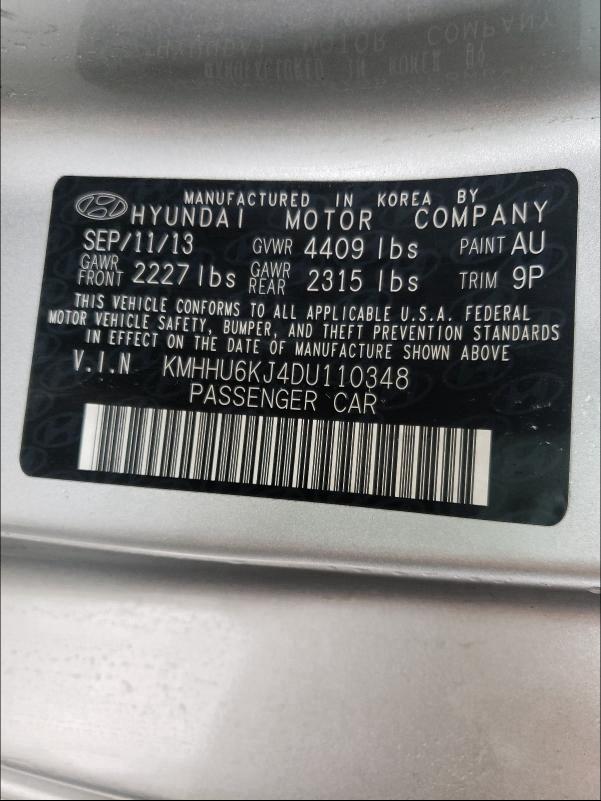 MANUFACTURED IN KOREA BY
HYUNDAI MOTOR COMPANY
SEP/11/13 GVWR 4409 lbs PAINT AU
GAWR FRONT 2227 lbs GAWR REAR 2315 lbs TRIM 9P
THIS VEHICLE CONFORMS TO ALL APPLICABLE U.S.A. FEDERAL
MOTOR VEHICLE SAFETY, BUMPER, AND THEFT PREVENTION STANDARDS
IN EFFECT ON THE DATE OF MANUFACTURE SHOWN ABOVE
V.I.N KMHHU6KJ4DU110348
PASSENGER CAR